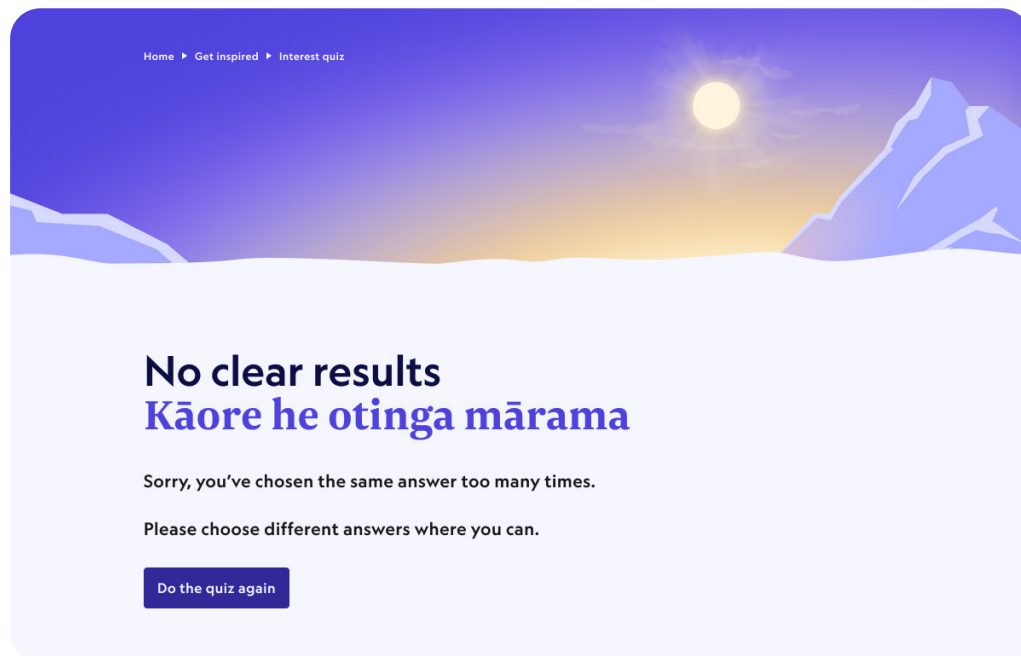 Home ▶ Get inspired ▶ Interest quiz
No clear results
Kāore he otinga mārama
Sorry, you’ve chosen the same answer too many times.
Please choose different answers where you can.
Do the quiz again